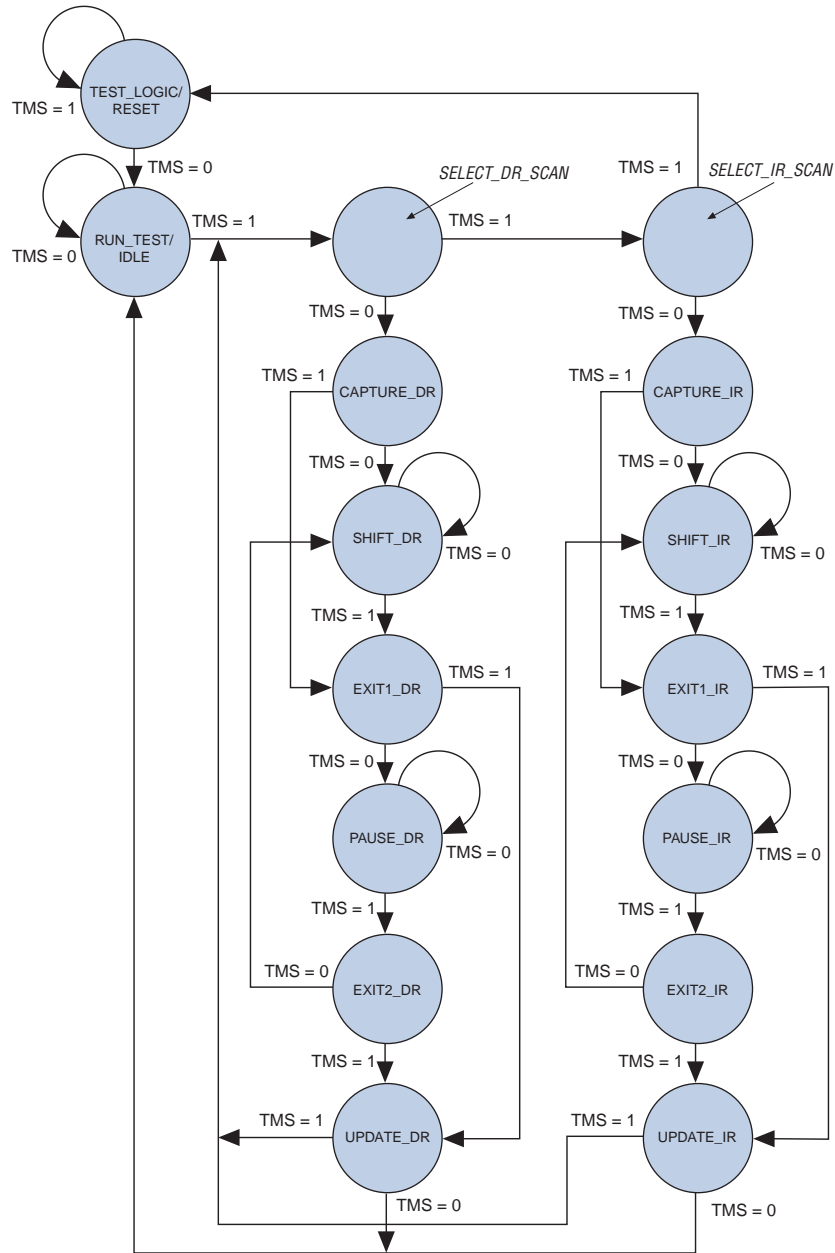 TEST_LOGIC/
RESET
TMS = 1
TMS = 0
TMS = 1
SELECT_DR_SCAN
SELECT_IR_SCAN
RUN_TEST/
IDLE
TMS = 0
TMS = 1
TMS = 1
TMS = 0
TMS = 0
TMS = 1
CAPTURE_DR
TMS = 1
CAPTURE_IR
TMS = 0
TMS = 0
SHIFT_DR
TMS = 0
SHIFT_IR
TMS = 0
TMS = 1
TMS = 1
EXIT1_DR
TMS = 1
EXIT1_IR
TMS = 1
TMS = 0
TMS = 0
PAUSE_DR
TMS = 0
PAUSE_IR
TMS = 0
TMS = 1
TMS = 1
TMS = 0
EXIT2_DR
TMS = 0
EXIT2_IR
TMS = 1
TMS = 1
TMS = 1
UPDATE_DR
TMS = 1
UPDATE_IR
TMS = 0
TMS = 0